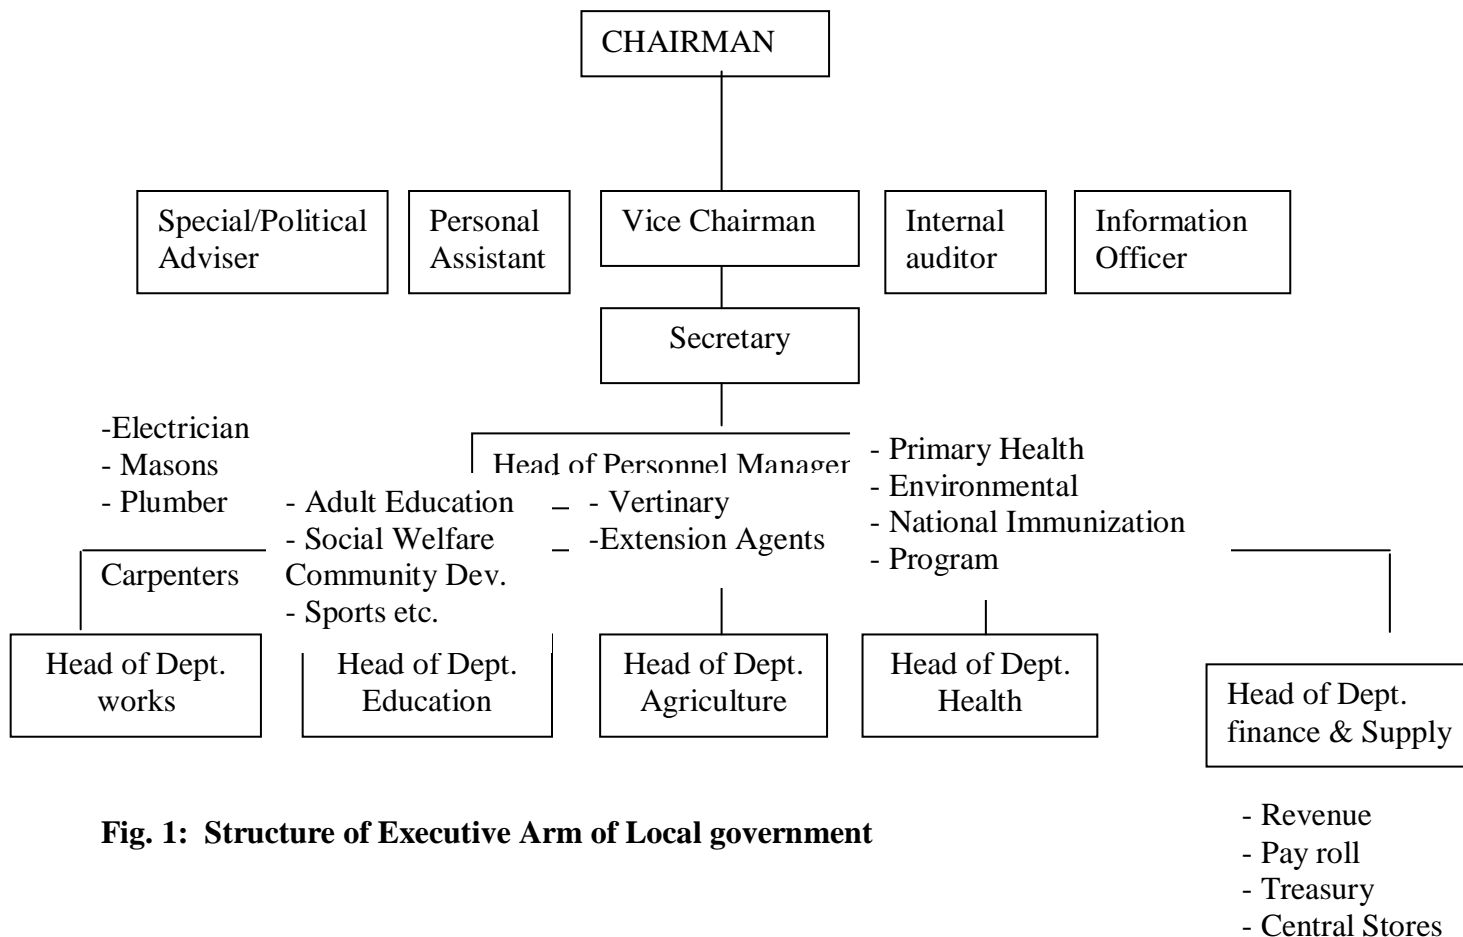 CHAIRMAN
Special/Political
Adviser
Personal
Assistant
Vice Chairman
Internal
auditor
Information
Officer
Secretary
-Electrician
- Masons
- Plumber
Carpenters
Head of Personnel
- Adult Education
- Social Welfare
Community Dev.
- Sports etc.
- Vertinary
-Extension Agents
- Primary Health
- Environmental
- National Immunization
- Program
Head of Dept.
works
Head of Dept.
Education
Head of Dept.
Agriculture
Head of Dept.
Health
Head of Dept.
finance & Supply
- Revenue
- Pay roll
- Treasury
- Central Stores
Fig. 1: Structure of Executive Arm of Local government